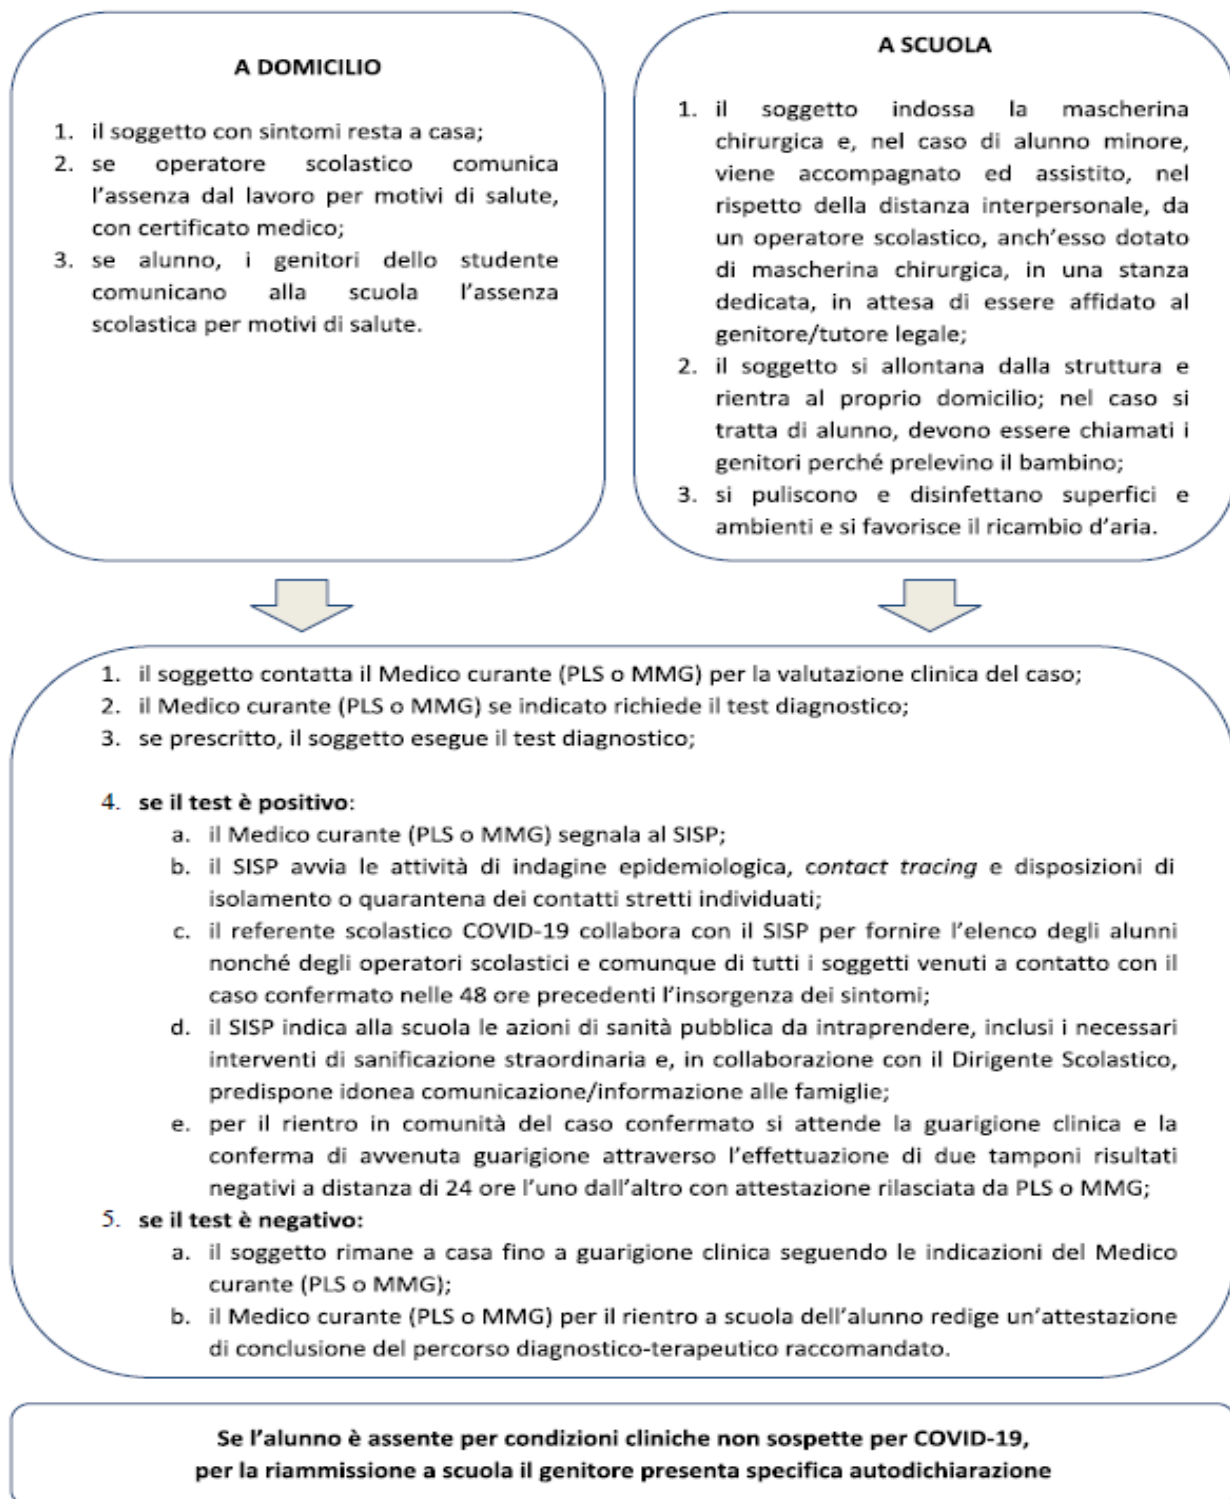 A DOMICILIO
1. il soggetto con sintomi resta a casa;
2. se operatore scolastico comunica
l'assenza dal lavoro per motivi di salute,
con certificato medico;
3. se alunno, i genitori dello studente
comunicano alla scuola l'assenza
scolastica per motivi di salute.
A SCUOLA
1. il soggetto indossa la mascherina
chirurgica e, nel caso di alunno minore,
viene accompagnato ed assistito, nel
rispetto della distanza interpersonale, da
un operatore scolastico, anch'esso dotato
di mascherina chirurgica, in una stanza
dedicata, in attesa di essere affidato al
genitore/tutore legale;
2. il soggetto si allontana dalla struttura e
rientra al proprio domicilio; nel caso si
tratta di alunno, devono essere chiamati i
genitori perché prelevino il bambino;
3. si puliscono e disinfettano superfici e
ambienti e si favorisce il ricambio d'aria.
1. il soggetto contatta il Medico curante (PLS o MMG) per la valutazione clinica del caso;
2. il Medico curante (PLS o MMG) se indicato richiede il test diagnostico;
3. se prescritto, il soggetto esegue il test diagnostico;
4. se il test è positivo:
a. il Medico curante (PLS o MMG) segnala al SISP;
b. il SISP avvia le attività di indagine epidemiologica, contact tracing e disposizioni di
isolamento o quarantena dei contatti stretti individuati;
c. il referente scolastico COVID-19 collabora con il SISP per fornire l'elenco degli alunni
nonché degli operatori scolastici e comunque di tutti i soggetti venuti a contatto con il
caso confermato nelle 48 ore precedenti l'insorgenza dei sintomi;
d. il SISP indica alla scuola le azioni di sanità pubblica da intraprendere, inclusi i necessari
interventi di sanificazione straordinaria e, in collaborazione con il Dirigente Scolastico,
predispone idonea comunicazione/informazione alle famiglie;
e. per il rientro in comunità del caso confermato si attende la guarigione clinica e la
conferma di avvenuta guarigione attraverso l'effettuazione di due tamponi risultati
negativi a distanza di 24 ore l'uno dall'altro con attestazione rilasciata da PLS o MMG;
5. se il test è negativo:
a. il soggetto rimane a casa fino a guarigione clinica seguendo le indicazioni del Medico
curante (PLS o MMG);
b. il Medico curante (PLS o MMG) per il rientro a scuola dell'alunno redige un'attestazione
di conclusione del percorso diagnostico-terapeutico raccomandato.
Se l'alunno è assente per condizioni cliniche non sospette per COVID-19,
per la riammissione a scuola il genitore presenta specifica autodichiarazione